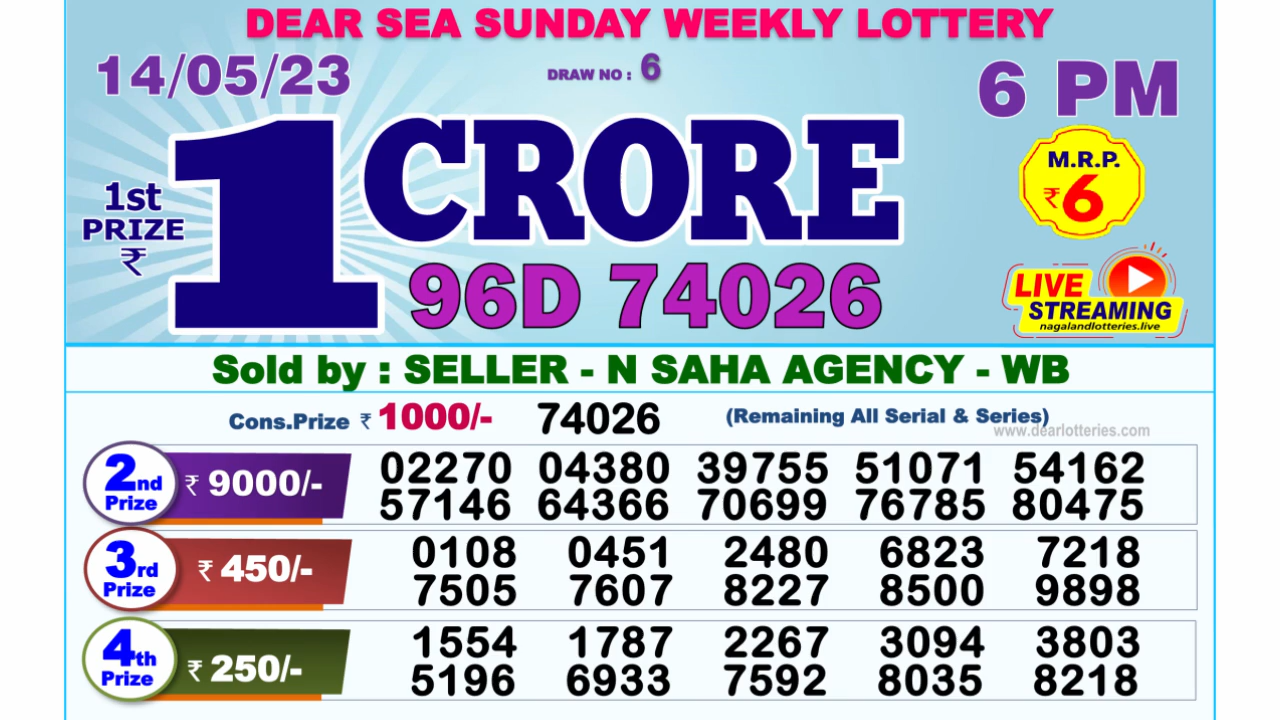 DEAR SEA SUNDAY WEEKLY LOTTERY
14/05/23
DRAW NO : 6
6 PM
1st
PRIZE
₹
1 CRORE
M.R.P.
₹6
96D 74026
LIVE
STREAMING
nagalandlotteries.live
Sold by : SELLER - N SAHA AGENCY - WB
Cons.Prize ₹ 1000/- 74026 (Remaining All Serial & Series)
www.dearlotteries.com
2nd Prize ₹ 9000/-
02270 04380 39755 51071 54162
57146 64366 70699 76785 80475
3rd Prize ₹ 450/-
0108 0451 2480 6823 7218
7505 7607 8227 8500 9898
4th Prize ₹ 250/-
1554 1787 2267 3094 3803
5196 6933 7592 8035 8218